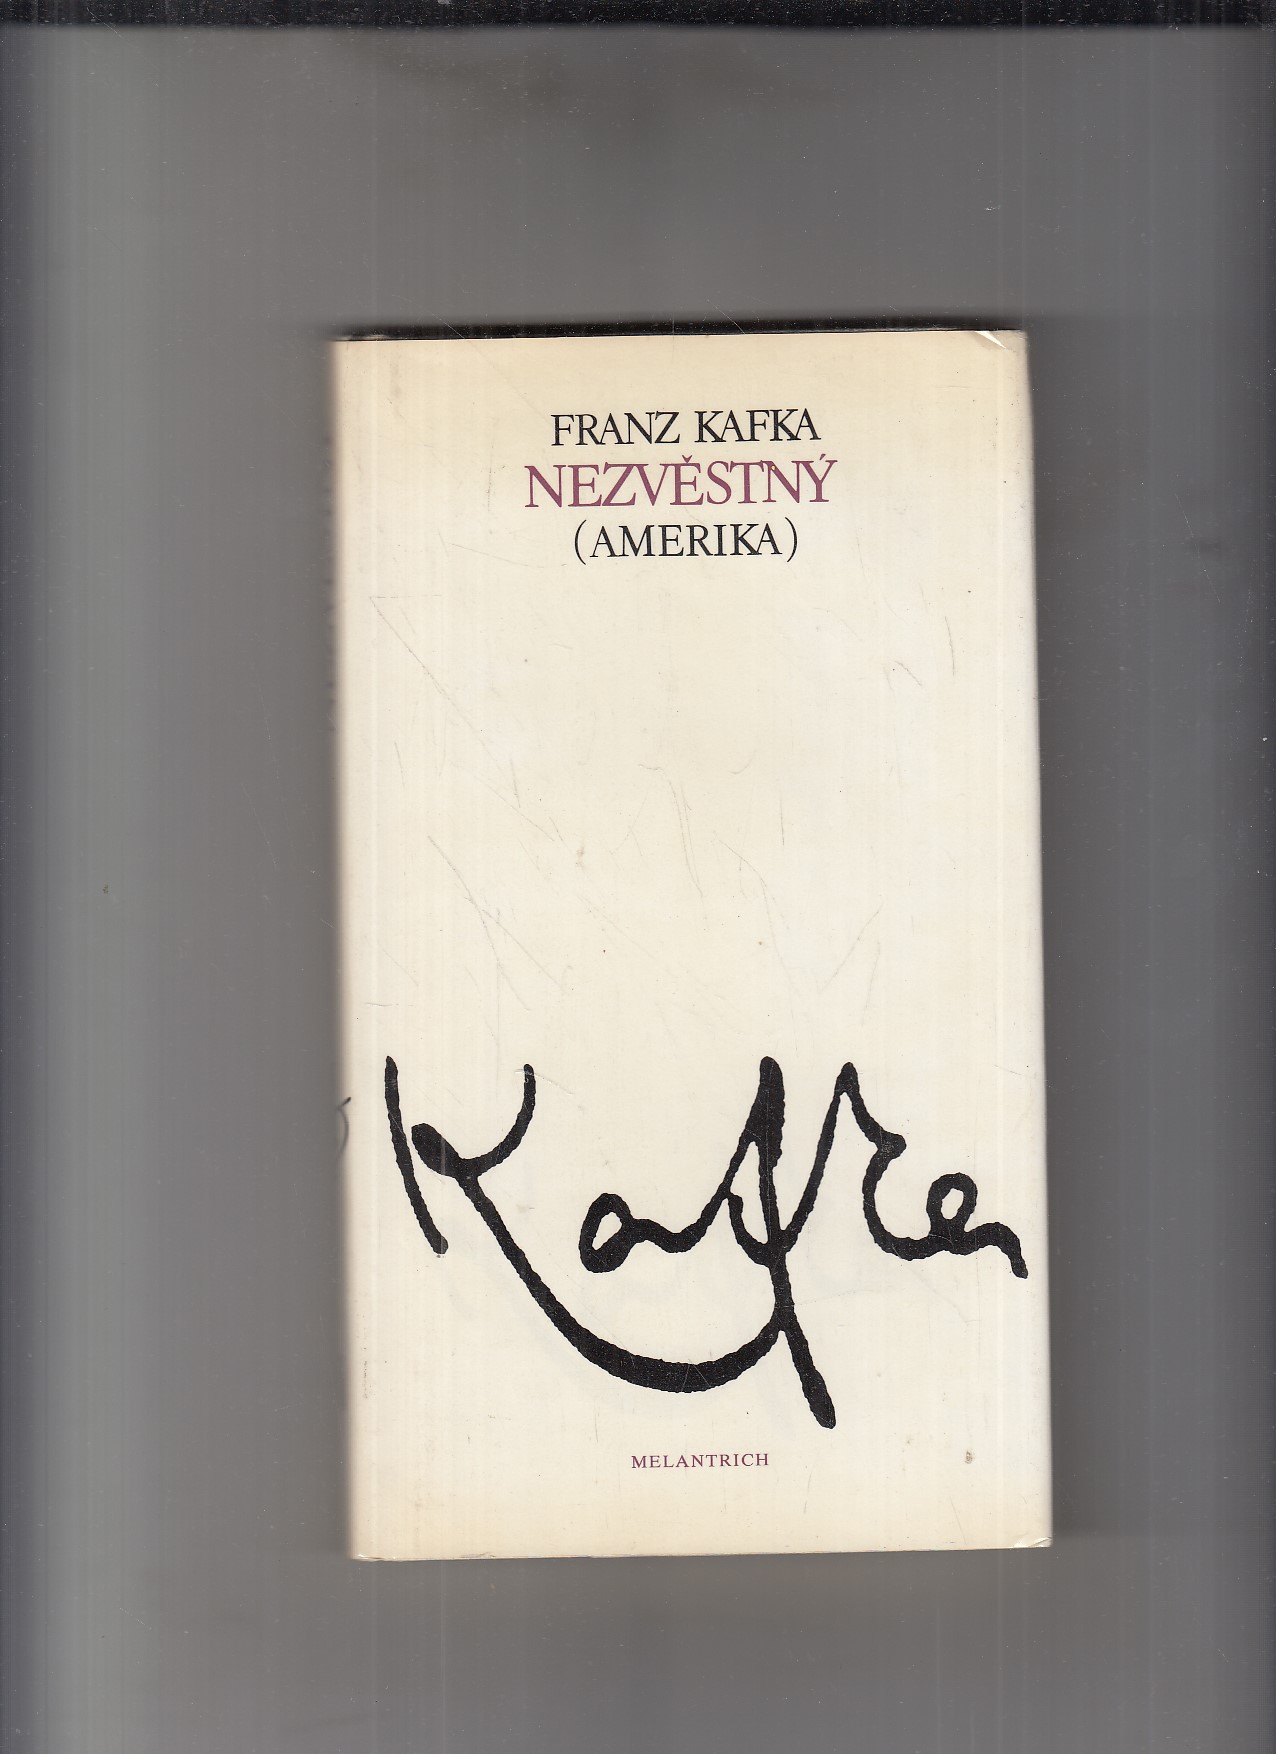 FRANZ KAFKA
NEZVĚSTNÝ
(AMERIKA)
Kafka
MELANTRICH